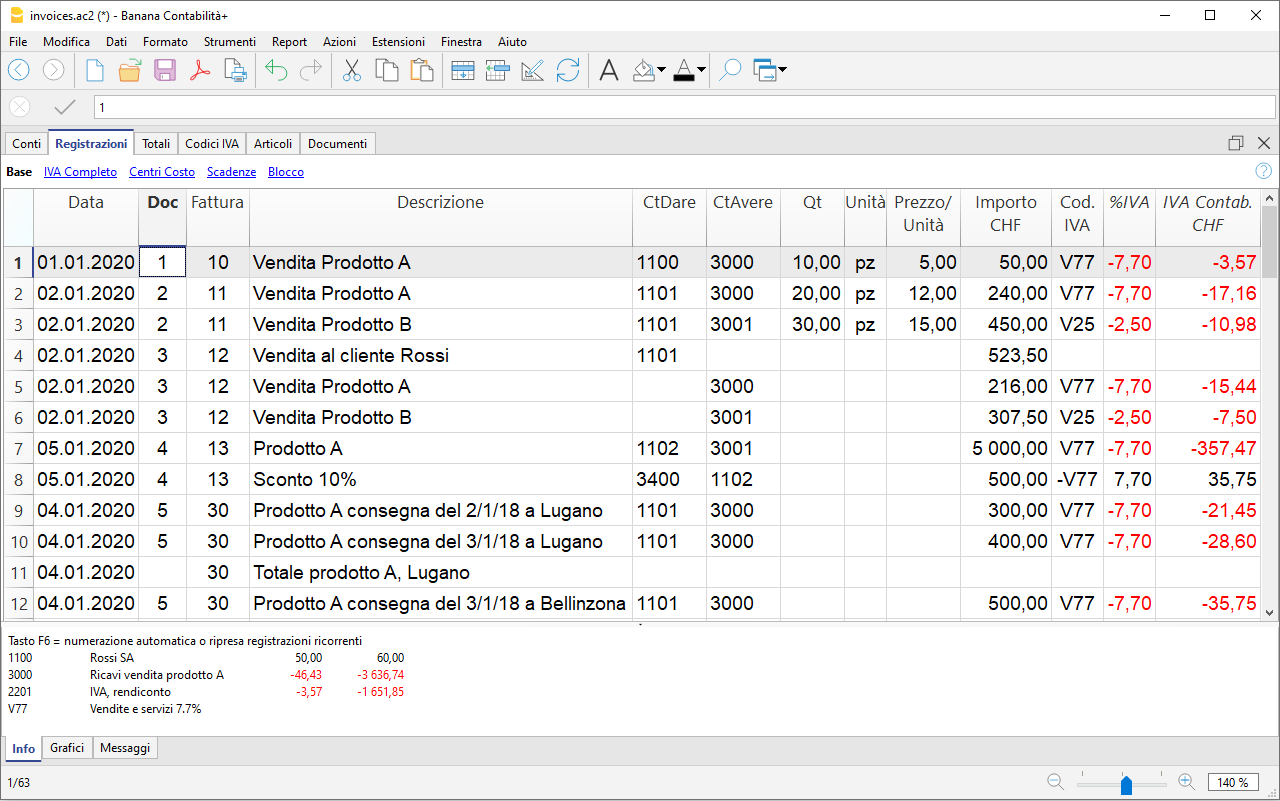 invoices.ac2 (*) - Banana Contabilità+
File Modifica Dati Formato Strumenti Report Azioni Estensioni Finestra Aiuto
1
Conti Registrazioni Totali Codici IVA Articoli Documenti
Base IVA Completo Centri Costo Scadenze Blocco
Data Doc Fattura Descrizione CtDare CtAvere Qt Unità Prezzo/ Importo Cod. %IVA IVA Contab.
Unità CHF IVA CHF
1 01.01.2020 1 10 Vendita Prodotto A 1100 3000 10,00 pz 5,00 50,00 V77 -7,70 -3,57
2 02.01.2020 2 11 Vendita Prodotto A 1101 3000 20,00 pz 12,00 240,00 V77 -7,70 -17,16
3 02.01.2020 2 11 Vendita Prodotto B 1101 3001 30,00 pz 15,00 450,00 V25 -2,50 -10,98
4 02.01.2020 3 12 Vendita al cliente Rossi 1101 523,50
5 02.01.2020 3 12 Vendita Prodotto A 3000 216,00 V77 -7,70 -15,44
6 02.01.2020 3 12 Vendita Prodotto B 3001 307,50 V25 -2,50 -7,50
7 05.01.2020 4 13 Prodotto A 1102 3001 5 000,00 V77 -7,70 -357,47
8 05.01.2020 4 13 Sconto 10% 3400 1102 500,00 -V77 7,70 35,75
9 04.01.2020 5 30 Prodotto A consegna del 2/1/18 a Lugano 1101 3000 300,00 V77 -7,70 -21,45
10 04.01.2020 5 30 Prodotto A consegna del 3/1/18 a Lugano 1101 3000 400,00 V77 -7,70 -28,60
11 04.01.2020 30 Totale prodotto A, Lugano
12 04.01.2020 5 30 Prodotto A consegna del 3/1/18 a Bellinzona 1101 3000 500,00 V77 -7,70 -35,75
Tasto F6 = numerazione automatica o ripresa registrazioni ricorrenti
1100 Rossi SA 50,00 60,00
3000 Ricavi vendita prodotto A -46,43 -3 636,74
2201 IVA, rendiconto -3,57 -1 651,85
V77 Vendite e servizi 7.7%
Info Grafici Messaggi
1/63 140 %